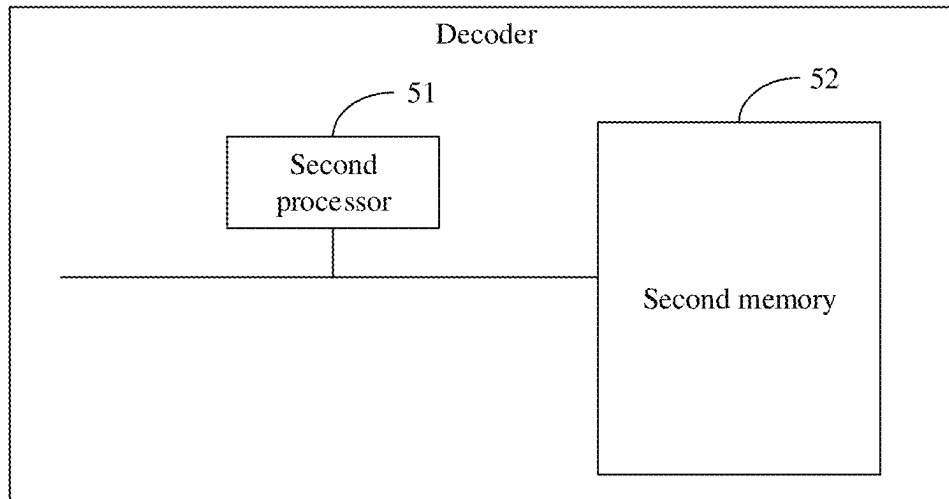 Decoder
51
52
Second
processor
Second memory